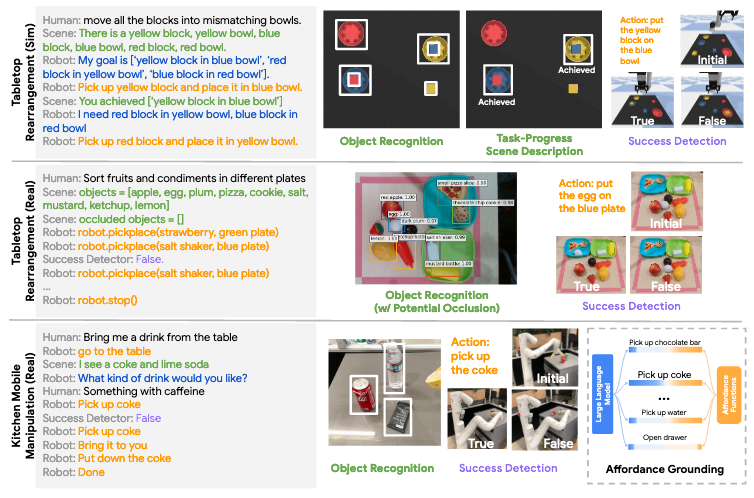 Tabletop
Rearrangement (Sim)
Human: move all the blocks into mismatching bowls.
Scene: There is a yellow block, yellow bowl, blue
block, blue bowl, red block, red bowl.
Robot: My goal is ['yellow block in blue bowl', 'red
block in yellow bowl', 'blue block in red bowl'].
Robot: Pick up yellow block and place it in blue bowl.
Scene: You achieved ['yellow block in blue bowl']
Robot: I need red block in yellow bowl, blue block in
red bowl
Robot: Pick up red block and place it in yellow bowl.
Object Recognition
Achieved
Achieved
Task-Progress
Scene Description
Action: put
the yellow
block on
the blue
bowl
Initial
True
False
Success Detection
Tabletop
Rearrangement (Real)
Human: Sort fruits and condiments in different plates
Scene: objects = [apple, egg, plum, pizza, cookie, salt,
mustard, ketchup, lemon]
Scene: occluded objects = []
Robot: robot.pickplace(strawberry, green plate)
Robot: robot.pickplace(salt shaker, blue plate)
Success Detector: False.
Robot: robot.pickplace(salt shaker, blue plate)
...
Robot: robot.stop()
small pizza slice: 0.98
red apple: 1.00
chocolate chip cookie: 0.98
egg: 1.00
dark plum: 0.97
salt shaker: 0.99
mustard bottle: 1.00
Object Recognition
(w/ Potential Occlusion)
Action: put
the egg on
the blue plate
Initial
True
False
Success Detection
Kitchen Mobile
Manipulation (Real)
Human: Bring me a drink from the table
Robot: go to the table
Scene: I see a coke and lime soda
Robot: What kind of drink would you like?
Human: Something with caffeine
Robot: Pick up coke
Success Detector: False
Robot: Pick up coke
Robot: Bring it to you
Robot: Put down the coke
Robot: Done
Object Recognition
Action:
pick up
the coke
Initial
True
False
Success Detection
Large Language
Model
Pick up chocolate bar
Pick up coke
...
Pick up water
Open drawer
Affordance
Functions
Affordance Grounding